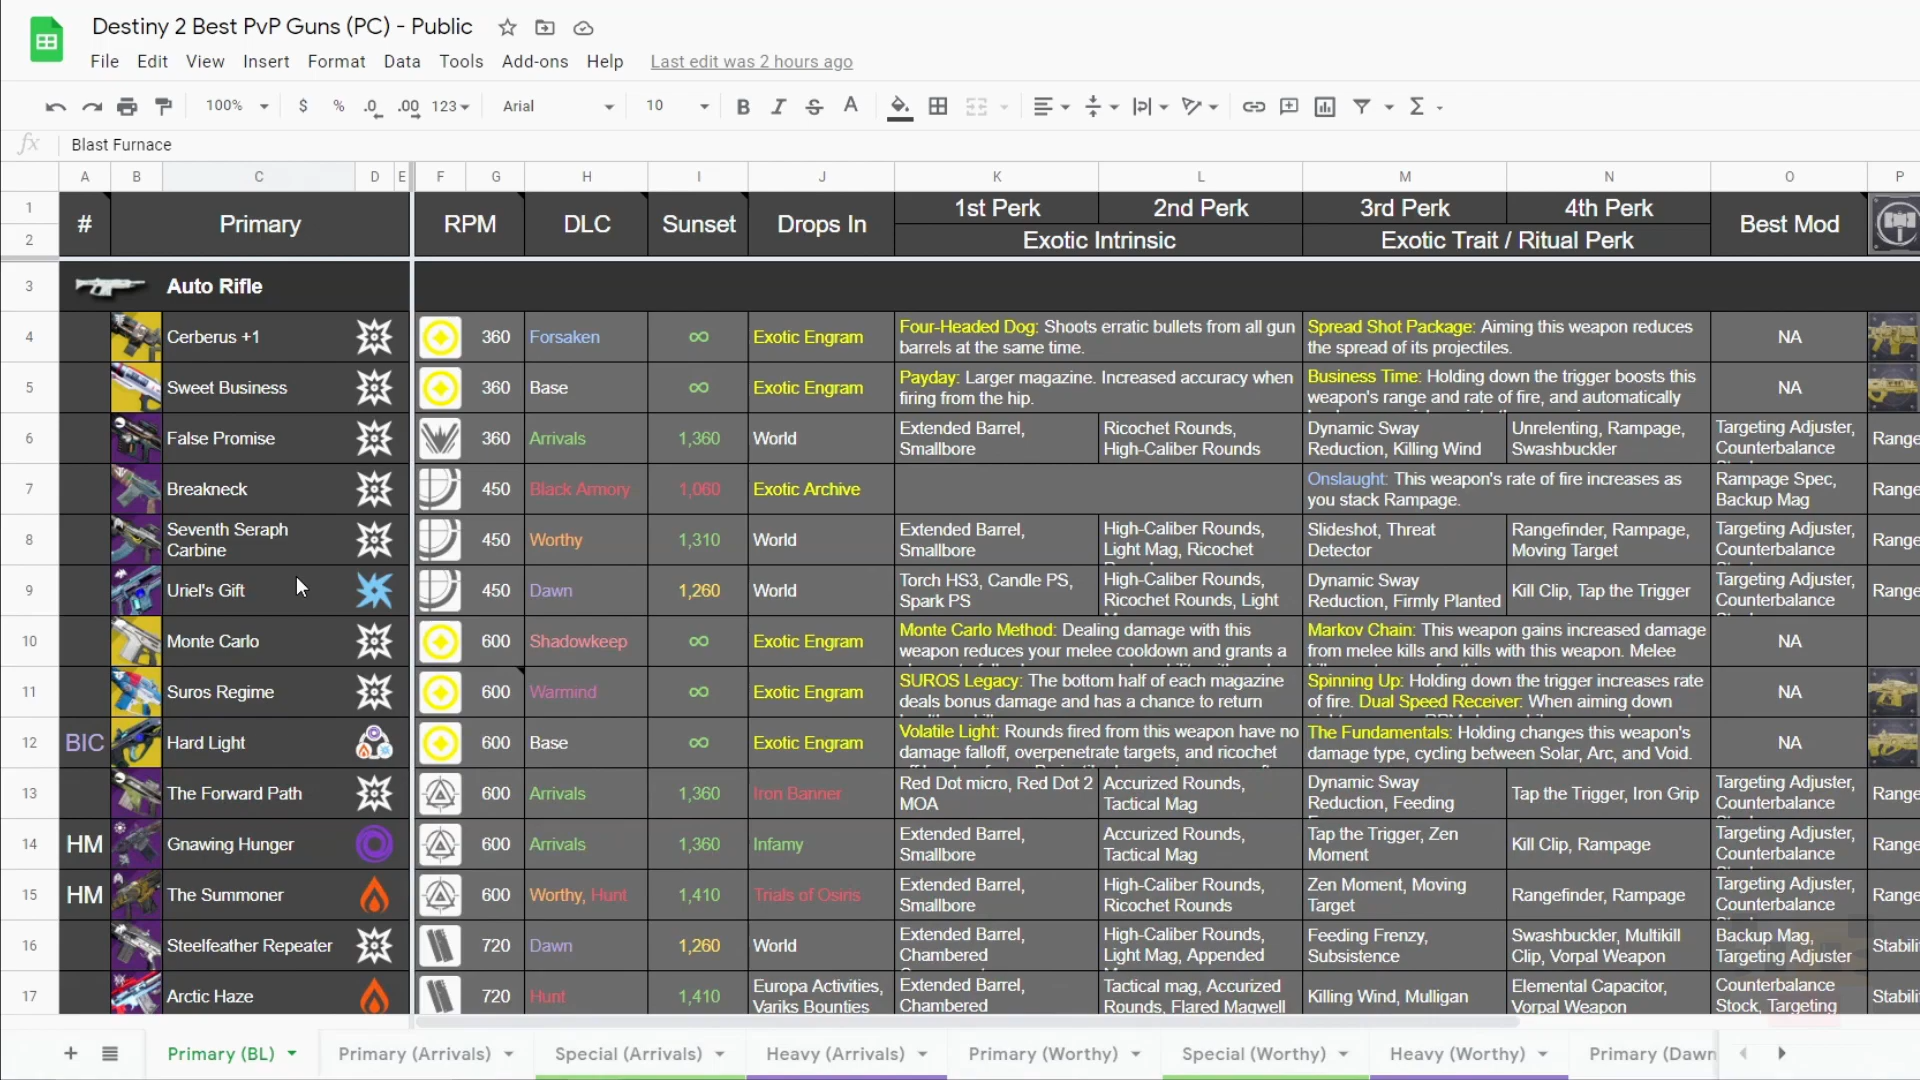 Destiny 2 Best PvP Guns (PC) - Public
File Edit View Insert Format Data Tools Add-ons Help Last edit was 2 hours ago
100% $ % .0 .00 123 Arial 10 B I S A Σ
fx Blast Furnace
A B C D E F G H I J K L M N O P
1 # Primary RPM DLC Sunset Drops In 1st Perk 2nd Perk 3rd Perk 4th Perk Best Mod
2 Exotic Intrinsic Exotic Trait / Ritual Perk
3 Auto Rifle
4 Cerberus +1 360 Forsaken ∞ Exotic Engram Four-Headed Dog: Shoots erratic bullets from all gun Spread Shot Package: Aiming this weapon reduces NA
barrels at the same time. the spread of its projectiles.
5 Sweet Business 360 Base ∞ Exotic Engram Payday: Larger magazine. Increased accuracy when Business Time: Holding down the trigger boosts this NA
firing from the hip. weapon's range and rate of fire, and automatically
6 False Promise 360 Arrivals 1,360 World Extended Barrel, Ricochet Rounds, Dynamic Sway Unrelenting, Rampage, Targeting Adjuster, Range
Smallbore High-Caliber Rounds Reduction, Killing Wind Swashbuckler Counterbalance
7 Breakneck 450 Black Armory 1,060 Exotic Archive Onslaught: This weapon's rate of fire increases as Rampage Spec, Range
you stack Rampage. Backup Mag
8 Seventh Seraph 450 Worthy 1,310 World Extended Barrel, High-Caliber Rounds, Slideshot, Threat Rangefinder, Rampage, Targeting Adjuster, Range
Carbine Smallbore Light Mag, Ricochet Detector Moving Target Counterbalance
9 Uriel's Gift 450 Dawn 1,260 World Torch HS3, Candle PS, High-Caliber Rounds, Dynamic Sway Kill Clip, Tap the Trigger Targeting Adjuster, Range
Spark PS Ricochet Rounds, Light Reduction, Firmly Planted Counterbalance
10 Monte Carlo 600 Shadowkeep ∞ Exotic Engram Monte Carlo Method: Dealing damage with this Markov Chain: This weapon gains increased damage NA
weapon reduces your melee cooldown and grants a from melee kills and kills with this weapon. Melee
11 Suros Regime 600 Warmind ∞ Exotic Engram SUROS Legacy: The bottom half of each magazine Spinning Up: Holding down the trigger increases rate NA
deals bonus damage and has a chance to return of fire. Dual Speed Receiver: When aiming down
12 BIC Hard Light 600 Base ∞ Exotic Engram Volatile Light: Rounds fired from this weapon have no The Fundamentals: Holding changes this weapon's NA
damage falloff, overpenetrate targets, and ricochet damage type, cycling between Solar, Arc, and Void.
13 The Forward Path 600 Arrivals 1,360 Iron Banner Red Dot micro, Red Dot 2 Accurized Rounds, Dynamic Sway Tap the Trigger, Iron Grip Targeting Adjuster, Range
MOA Tactical Mag Reduction, Feeding Counterbalance
14 HM Gnawing Hunger 600 Arrivals 1,360 Infamy Extended Barrel, Accurized Rounds, Tap the Trigger, Zen Kill Clip, Rampage Targeting Adjuster, Range
Smallbore Tactical Mag Moment Counterbalance
15 HM The Summoner 600 Worthy, Hunt 1,410 Trials of Osiris Extended Barrel, High-Caliber Rounds, Zen Moment, Moving Rangefinder, Rampage Targeting Adjuster, Range
Smallbore Ricochet Rounds Target Counterbalance
16 Steelfeather Repeater 720 Dawn 1,260 World Extended Barrel, High-Caliber Rounds, Feeding Frenzy, Swashbuckler, Multikill Backup Mag, Stabilit
Chambered Light Mag, Appended Subsistence Clip, Vorpal Weapon Targeting Adjuster
17 Arctic Haze 720 Hunt 1,410 Europa Activities, Extended Barrel, Tactical mag, Accurized Killing Wind, Mulligan Elemental Capacitor, Counterbalance Stabilit
Variks Bounties Chambered Rounds, Flared Magwell Vorpal Weapon Stock, Targeting
Primary (BL) Primary (Arrivals) Special (Arrivals) Heavy (Arrivals) Primary (Worthy) Special (Worthy) Heavy (Worthy) Primary (Dawn